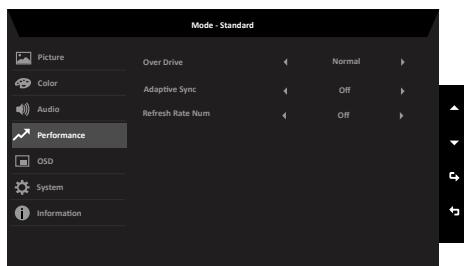 Mode - Standard
Picture
Color
Audio
Performance
OSD
System
Information
Over Drive Normal
Adaptive Sync Off
Refresh Rate Num Off